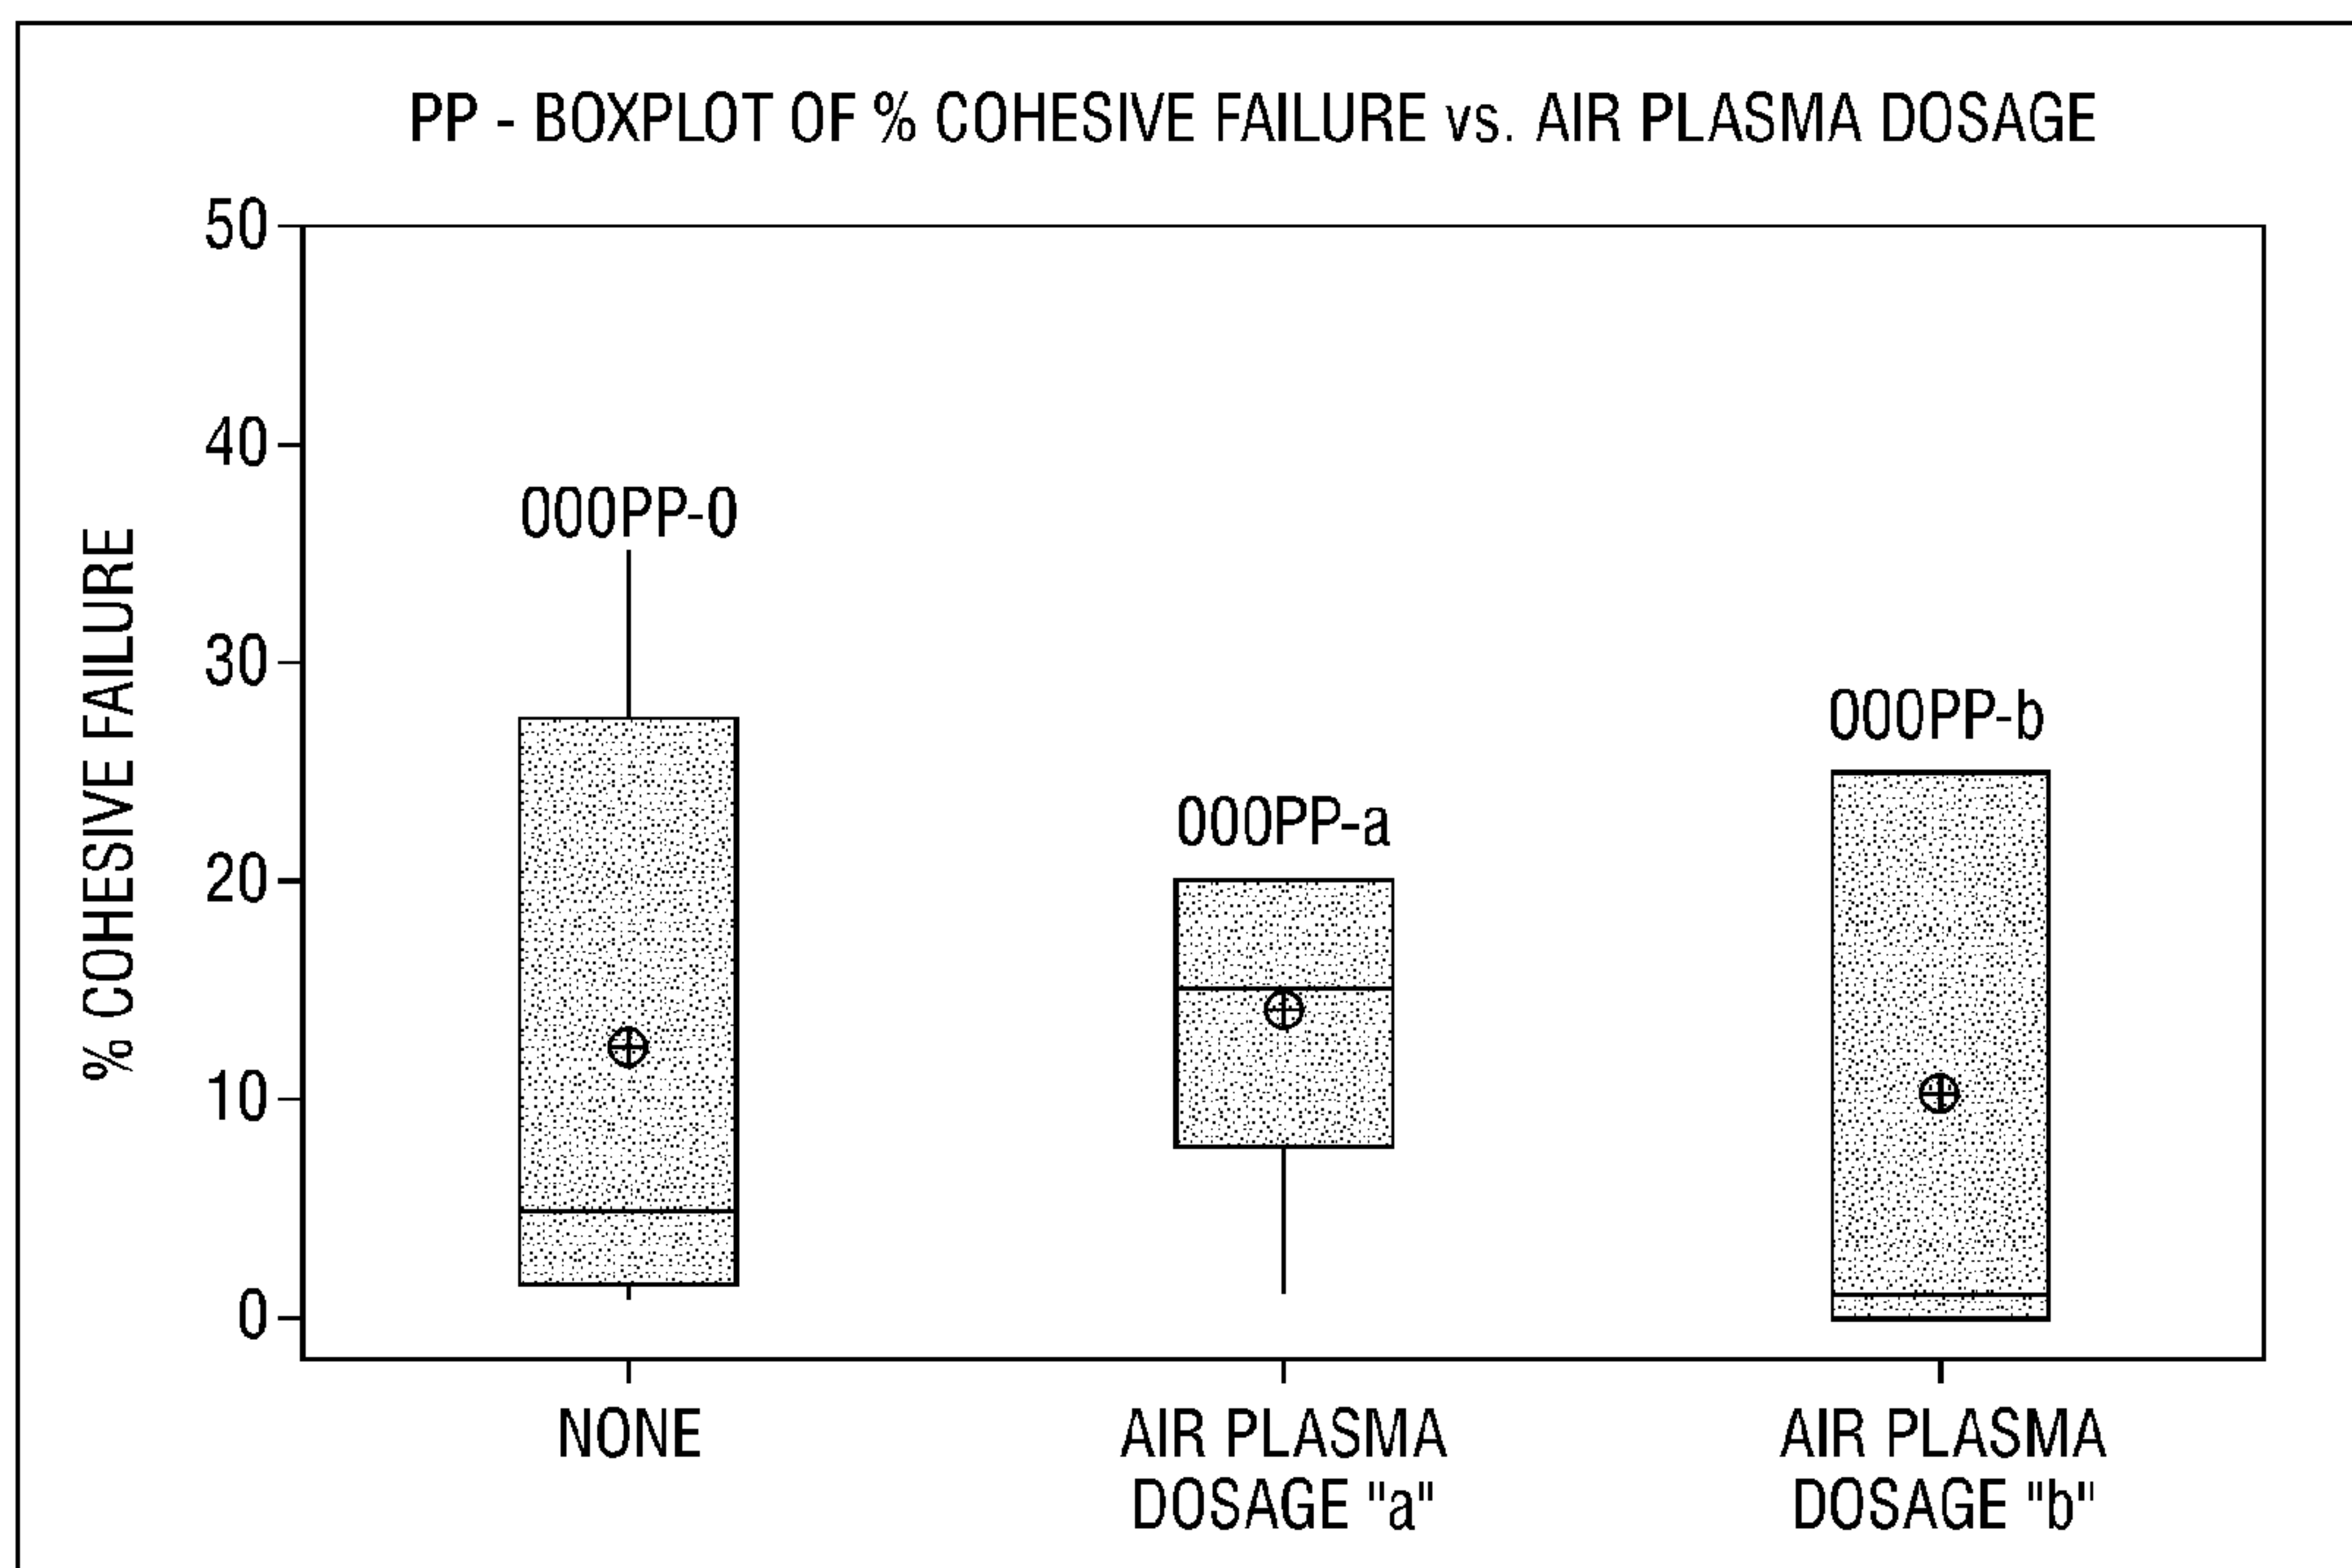 PP - BOXPLOT OF % COHESIVE FAILURE vs. AIR PLASMA DOSAGE
% COHESIVE FAILURE
50
40
30
20
10
0
000PP-0
000PP-a
000PP-b
NONE
AIR PLASMA
DOSAGE "a"
AIR PLASMA
DOSAGE "b"